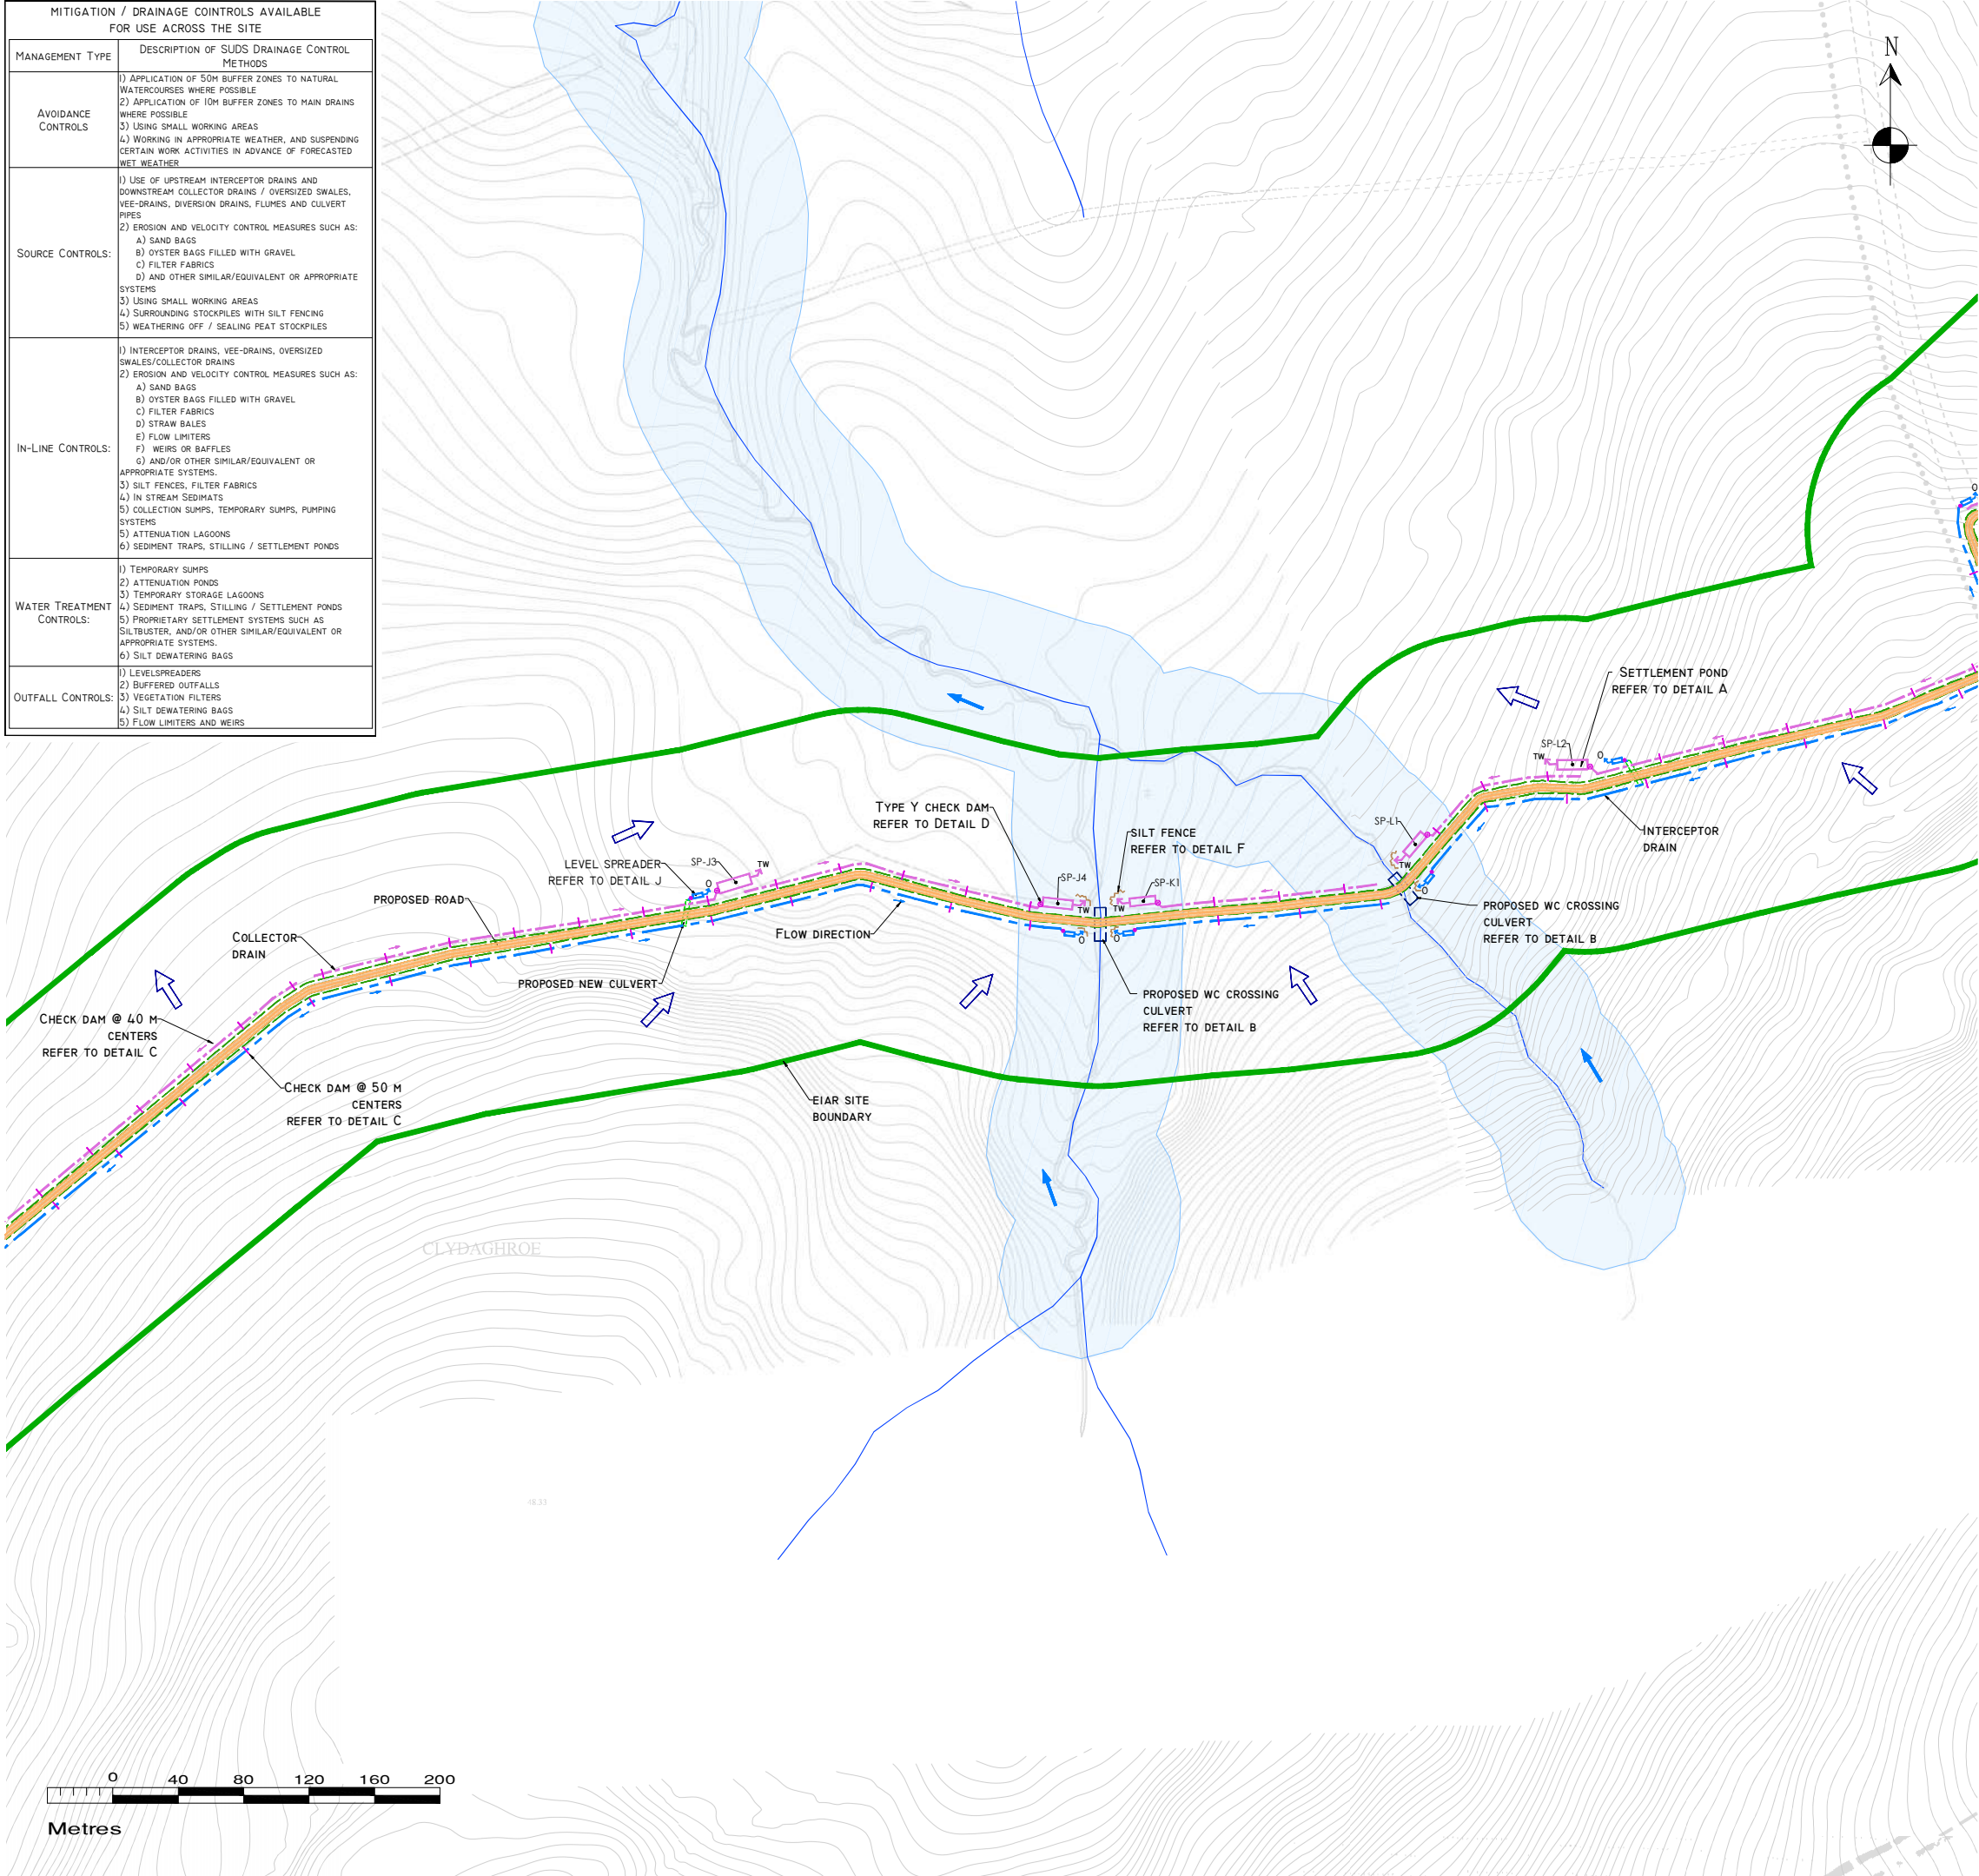 MITIGATION / DRAINAGE COINTROLS AVAILABLE
FOR USE ACROSS THE SITE
MANAGEMENT TYPE
DESCRIPTION OF SUDS DRAINAGE CONTROL
METHODS
AVOIDANCE
CONTROLS
1) APPLICATION OF 50M BUFFER ZONES TO NATURAL
WATERCOURSES WHERE POSSIBLE
2) APPLICATION OF 10M BUFFER ZONES TO MAIN DRAINS
WHERE POSSIBLE
3) USING SMALL WORKING AREAS
4) WORKING IN APPROPRIATE WEATHER, AND SUSPENDING
CERTAIN WORK ACTIVITIES IN ADVANCE OF FORECASTED
WET WEATHER
SOURCE CONTROLS:
1) USE OF UPSTREAM INTERCEPTOR DRAINS AND
DOWNSTREAM COLLECTOR DRAINS / OVERSIZED SWALES,
VEE-DRAINS, DIVERSION DRAINS, FLUMES AND CULVERT
PIPES
2) EROSION AND VELOCITY CONTROL MEASURES SUCH AS:
A) SAND BAGS
B) OYSTER BAGS FILLED WITH GRAVEL
C) FILTER FABRICS
D) AND OTHER SIMILAR/EQUIVALENT OR APPROPRIATE
SYSTEMS
3) USING SMALL WORKING AREAS
4) SURROUNDING STOCKPILES WITH SILT FENCING
5) WEATHERING OFF / SEALING PEAT STOCKPILES
IN-LINE CONTROLS:
1) INTERCEPTOR DRAINS, VEE-DRAINS, OVERSIZED
SWALES/COLLECTOR DRAINS
2) EROSION AND VELOCITY CONTROL MEASURES SUCH AS:
A) SAND BAGS
B) OYSTER BAGS FILLED WITH GRAVEL
C) FILTER FABRICS
D) STRAW BALES
E) FLOW LIMITERS
F) WEIRS OR BAFFLES
G) AND/OR OTHER SIMILAR/EQUIVALENT OR
APPROPRIATE SYSTEMS.
3) SILT FENCES, FILTER FABRICS
4) IN STREAM SEDIMATS
5) COLLECTION SUMPS, TEMPORARY SUMPS, PUMPING
SYSTEMS
5) ATTENUATION LAGOONS
6) SEDIMENT TRAPS, STILLING / SETTLEMENT PONDS
WATER TREATMENT
CONTROLS:
1) TEMPORARY SUMPS
2) ATTENUATION PONDS
3) TEMPORARY STORAGE LAGOONS
4) SEDIMENT TRAPS, STILLING / SETTLEMENT PONDS
5) PROPRIETARY SETTLEMENT SYSTEMS SUCH AS
SILTBUSTER, AND/OR OTHER SIMILAR/EQUIVALENT OR
APPROPRIATE SYSTEMS.
6) SILT DEWATERING BAGS
OUTFALL CONTROLS:
1) LEVELSPREADERS
2) BUFFERED OUTFALLS
3) VEGETATION FILTERS
4) SILT DEWATERING BAGS
5) FLOW LIMITERS AND WEIRS
N
O
SETTLEMENT POND
REFER TO DETAIL A
SP-L2
TW
O
INTERCEPTOR
DRAIN
TYPE Y CHECK DAM
REFER TO DETAIL D
SILT FENCE
REFER TO DETAIL F
SP-L1
TW
O
LEVEL SPREADER
REFER TO DETAIL J
SP-J3
TW
O
SP-J4
TW
SP-K1
TW
O
O
PROPOSED ROAD
PROPOSED WC CROSSING
CULVERT
REFER TO DETAIL B
FLOW DIRECTION
COLLECTOR
DRAIN
PROPOSED NEW CULVERT
PROPOSED WC CROSSING
CULVERT
REFER TO DETAIL B
CHECK DAM @ 40 M
CENTERS
REFER TO DETAIL C
CHECK DAM @ 50 M
CENTERS
REFER TO DETAIL C
EIAR SITE
BOUNDARY
CLYDAGHROE
0 40 80 120 160 200
Metres